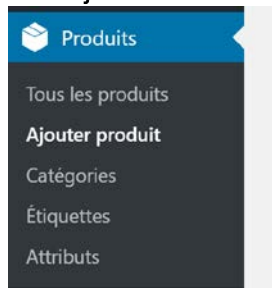 Produits
Tous les produits
Ajouter produit
Catégories
Étiquettes
Attributs